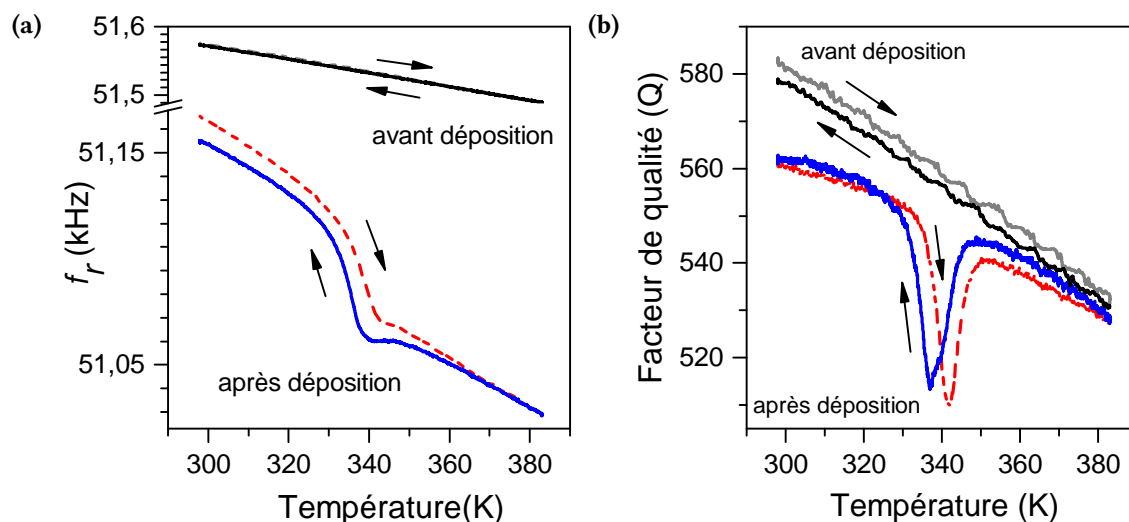 (a)
51,6
51,5
51,15
51,05
f_r (kHz)
avant déposition
après déposition
300 320 340 360 380
Température(K)
(b)
580
560
540
520
Facteur de qualité (Q)
avant déposition
après déposition
300 320 340 360 380
Température (K)